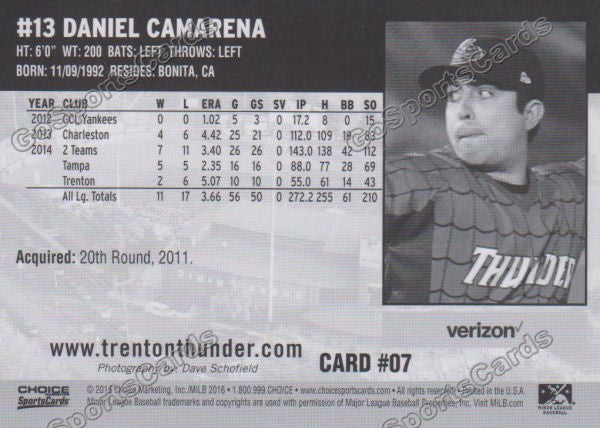 #13 DANIEL CAMARENA
HT: 6'0" WT: 200 BATS: LEFT THROWS: LEFT
BORN: 11/09/1992 RESIDES: BONITA, CA
YEAR CLUB W L ERA G GS SV IP H BB SO
2012 GCL Yankees 0 0 1.02 5 3 0 17.2 8 0 15
2013 Charleston 4 6 4.42 25 21 0 112.0 109 19 83
2014 2 Teams 7 11 3.40 26 26 0 143.0 138 42 112
Tampa 5 5 2.35 16 16 0 88.0 77 28 69
Trenton 2 6 5.07 10 10 0 55.0 61 14 43
All Lg. Totals 11 17 3.66 56 50 0 272.2 255 61 210
Acquired: 20th Round, 2011.
THUNDER
verizon
www.trentonthunder.com
Photography by: Dave Schofield
CARD #07
CHOICE
SportsCards
© 2016 Choice Marketing, Inc./MiLB 2016 • 1.800.999.CHOICE • choicesportscards.com • All rights reserved • Printed in the U.S.A.
Minor League Baseball trademarks and copyrights are used with permission of Major League Baseball Properties, Inc. Visit MiLB.com
MINOR LEAGUE
BASEBALL
GoSportsCards